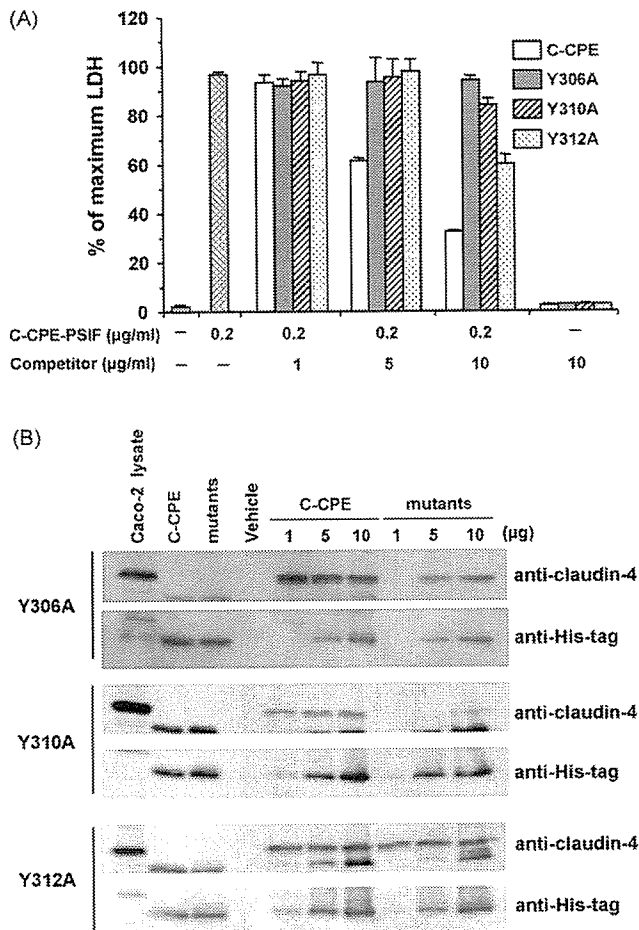 (A)
120
100
80
60
40
20
0
% of maximum LDH
C-CPE
Y306A
Y310A
Y312A
C-CPE-PSIF (µg/ml) — 0.2 0.2 0.2 0.2 —
Competitor (µg/ml) — — 1 5 10 10
(B)
Caco-2 lysate
C-CPE
mutants
Vehicle
C-CPE mutants
1 5 10 1 5 10 (µg)
Y306A
anti-claudin-4
anti-His-tag
Y310A
anti-claudin-4
anti-His-tag
Y312A
anti-claudin-4
anti-His-tag